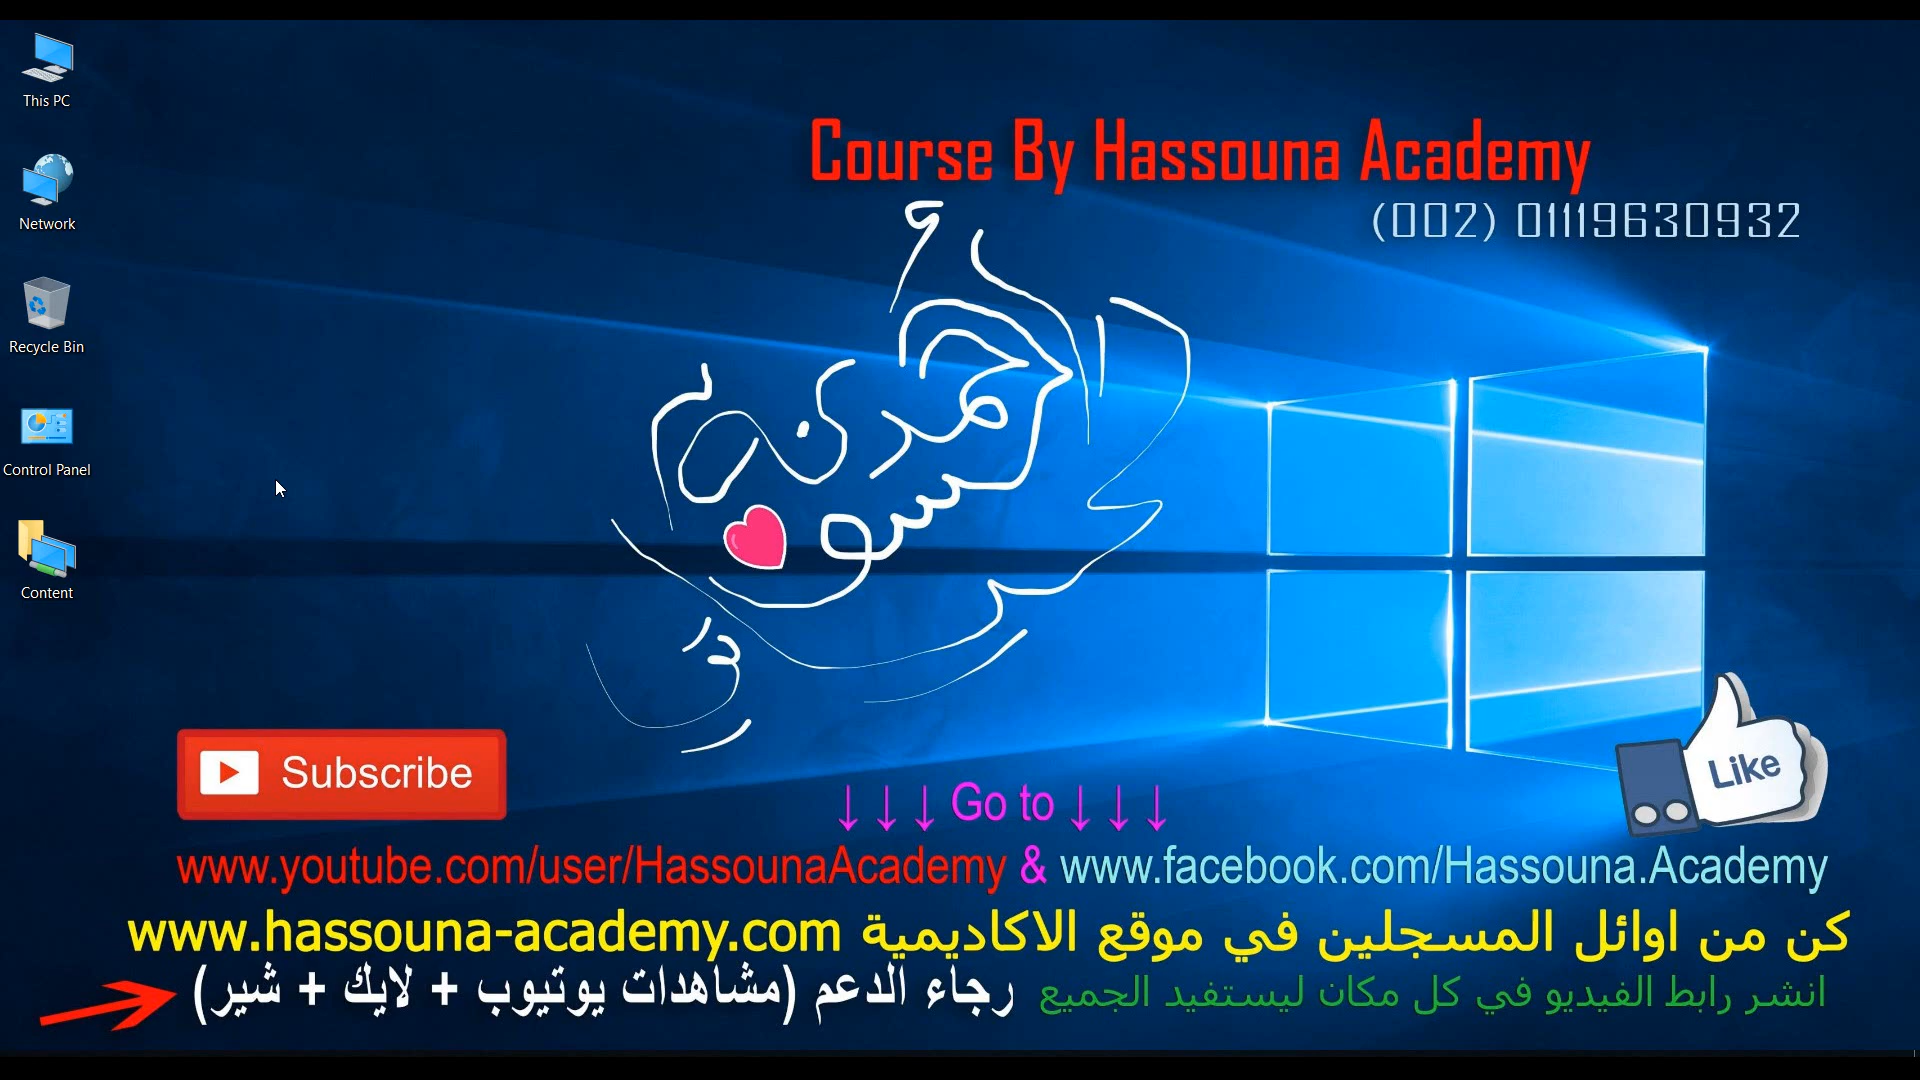 This PC
Network
Recycle Bin
Control Panel
Content
Course By Hassouna Academy
(002) 01119630932
Subscribe
Like
↓ ↓ ↓ Go to ↓ ↓ ↓
www.youtube.com/user/HassounaAcademy & www.facebook.com/Hassouna.Academy
كن من اوائل المسجلين في موقع الاكاديمية www.hassouna-academy.com
انشر رابط الفيديو في كل مكان ليستفيد الجميع
رجاء الدعم (مشاهدات يوتيوب + لايك + شير)